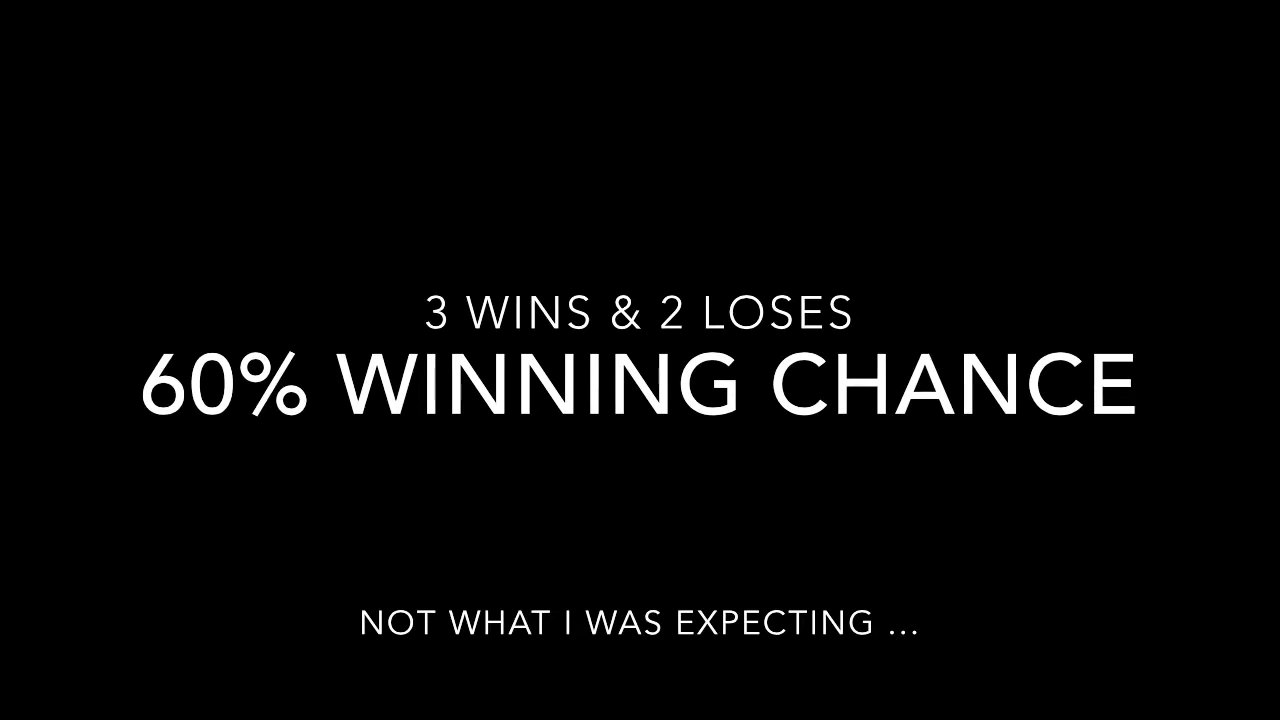 3 WINS & 2 LOSES
60% WINNING CHANCE
NOT WHAT I WAS EXPECTING ...